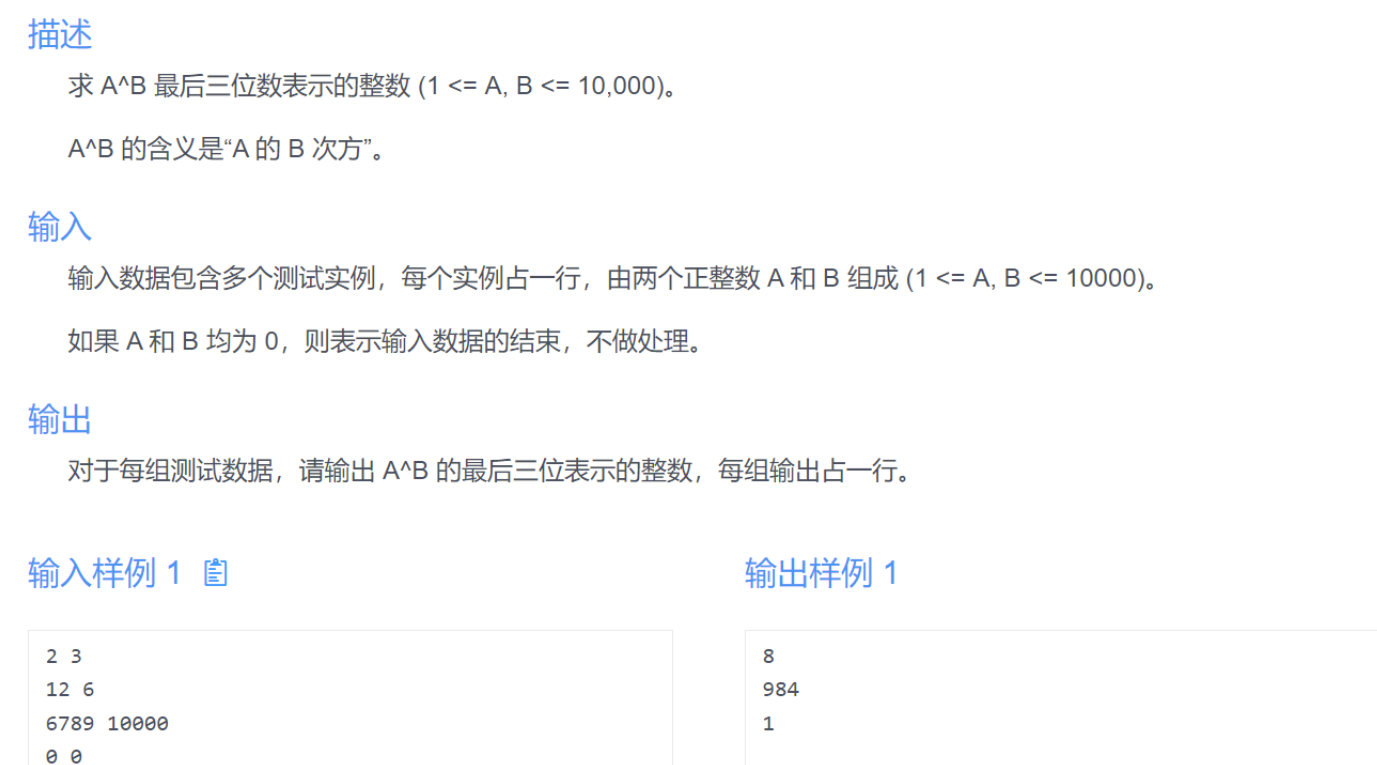 描述
求 A^B 最后三位数表示的整数 (1 <= A, B <= 10,000)。
A^B 的含义是“A 的 B 次方”。
输入
输入数据包含多个测试实例，每个实例占一行，由两个正整数 A 和 B 组成 (1 <= A, B <= 10000)。
如果 A 和 B 均为 0，则表示输入数据的结束，不做处理。
输出
对于每组测试数据，请输出 A^B 的最后三位表示的整数，每组输出占一行。
输入样例 1
2 3
12 6
6789 10000
0 0
输出样例 1
8
984
1